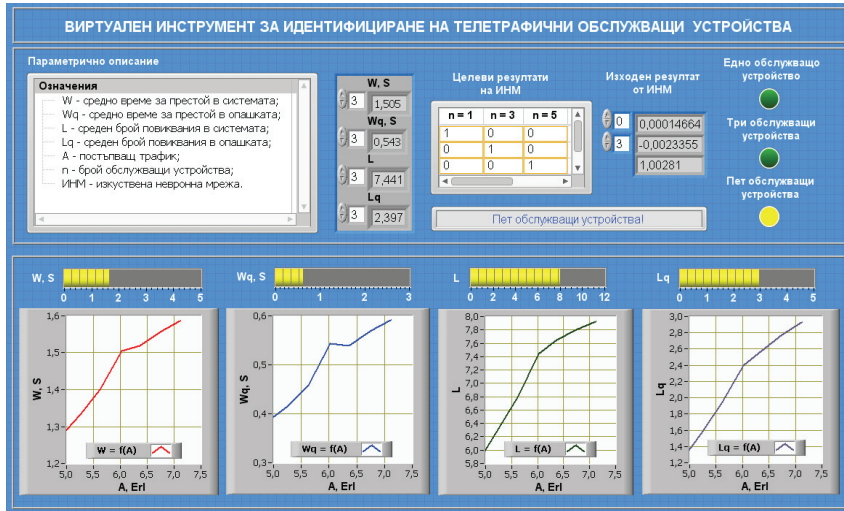 ВИРТУАЛЕН ИНСТРУМЕНТ ЗА ИДЕНТИФИЦИРАНЕ НА ТЕЛЕТРАФИЧНИ ОБСЛУЖВАЩИ УСТРОЙСТВА
Параметрично описание
Означения
W - средно време за престой в системата;
Wq - средно време за престой в опашката;
L - среден брой повиквания в системата;
Lq - среден брой повиквания в опашката;
A - постъпващ трафик;
n - брой обслужващи устройства;
ИНМ - изкуствена невронна мрежа.
W, S
3 1,505
Wq, S
3 0,543
L
3 7,441
Lq
3 2,397
Целеви резултати
на ИНМ
n = 1 n = 3 n = 5
1 0 0
0 1 0
0 0 1
Пет обслужващи устройства!
Изходен резултат
от ИНМ
0 0,00014664
3 -0,0023355
1,00281
Едно обслужващо
устройство
Три обслужващи
устройства
Пет обслужващи
устройства
W, S
0 1 2 3 4 5
Wq, S
0 1 2 3
L
0 2 4 6 8 10 12
Lq
0 1 2 3 4 5
1,6
1,5
1,4
1,3
1,2
W, S
W = f(A)
5,0 5,5 6,0 6,5 7,0 7,5
A, Erl
0,6
0,5
0,4
0,3
Wq, S
Wq = f(A)
5,0 5,5 6,0 6,5 7,0 7,5
A, Erl
8,0
7,6
7,4
7,2
7,0
6,8
6,6
6,4
6,2
6,0
5,8
L
L = f(A)
5,0 5,5 6,0 6,5 7,0 7,5
A, Erl
3,0
2,8
2,6
2,4
2,2
2,0
1,8
1,6
1,4
1,2
Lq
Lq = f(A)
5,0 5,5 6,0 6,5 7,0 7,5
A, Erl